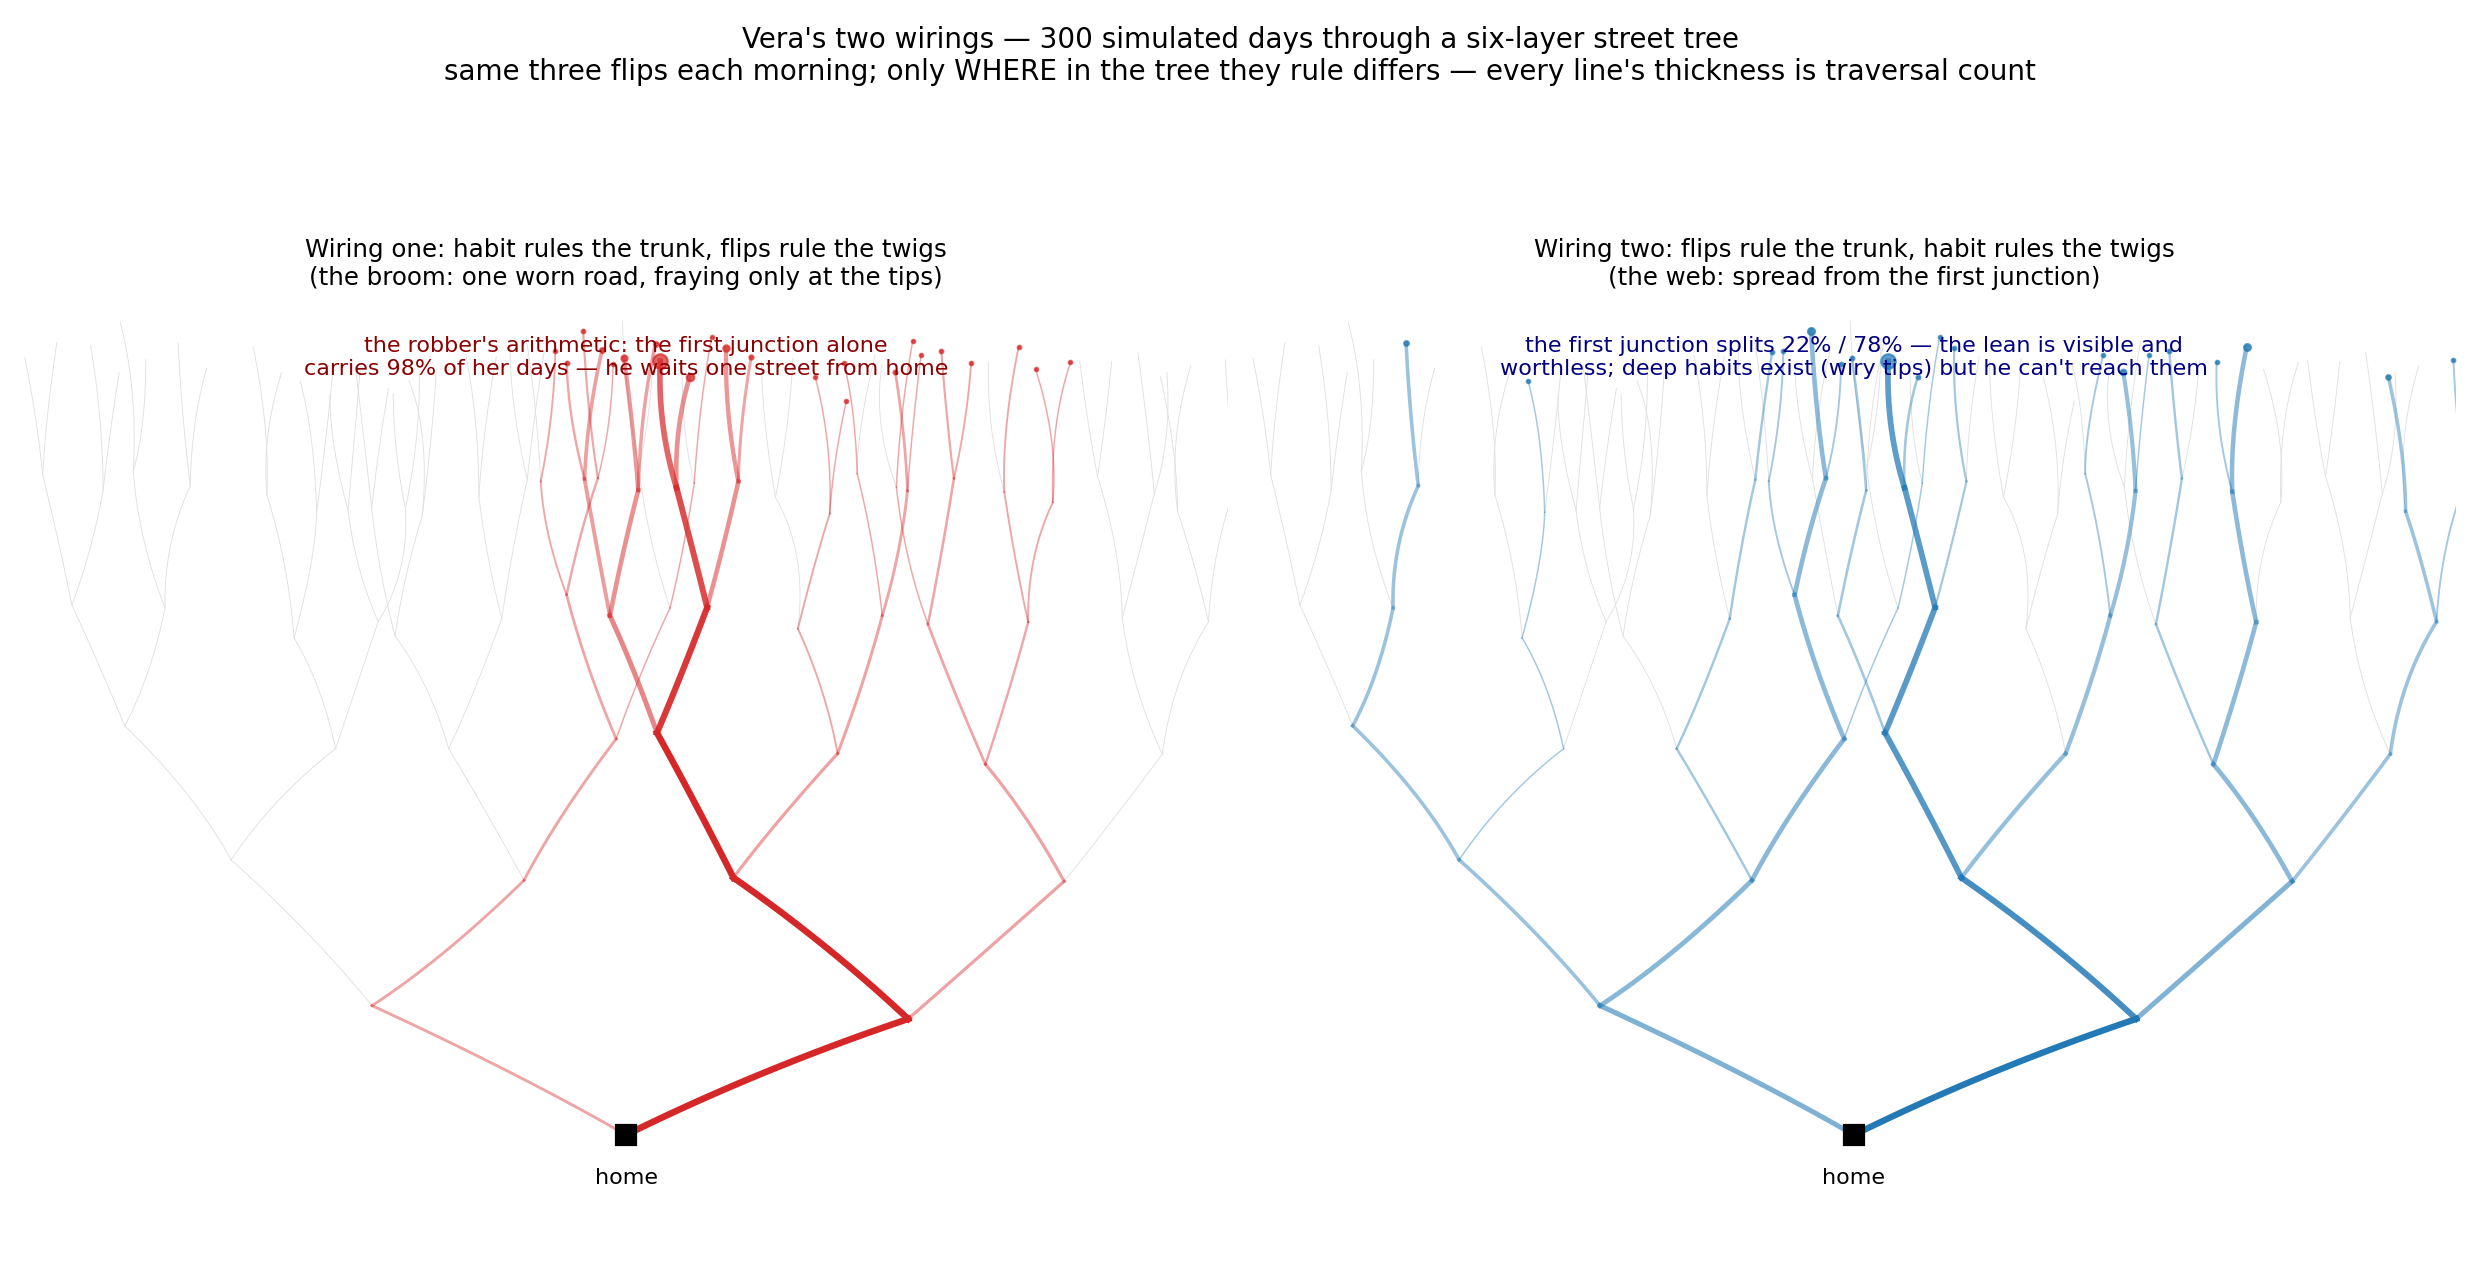 Vera's two wirings — 300 simulated days through a six-layer street tree
same three flips each morning; only WHERE in the tree they rule differs — every line's thickness is traversal count
Wiring one: habit rules the trunk, flips rule the twigs
(the broom: one worn road, fraying only at the tips)
the robber's arithmetic: the first junction alone
carries 98% of her days — he waits one street from home
home
Wiring two: flips rule the trunk, habit rules the twigs
(the web: spread from the first junction)
the first junction splits 22% / 78% — the lean is visible and
worthless; deep habits exist (wiry tips) but he can't reach them
home